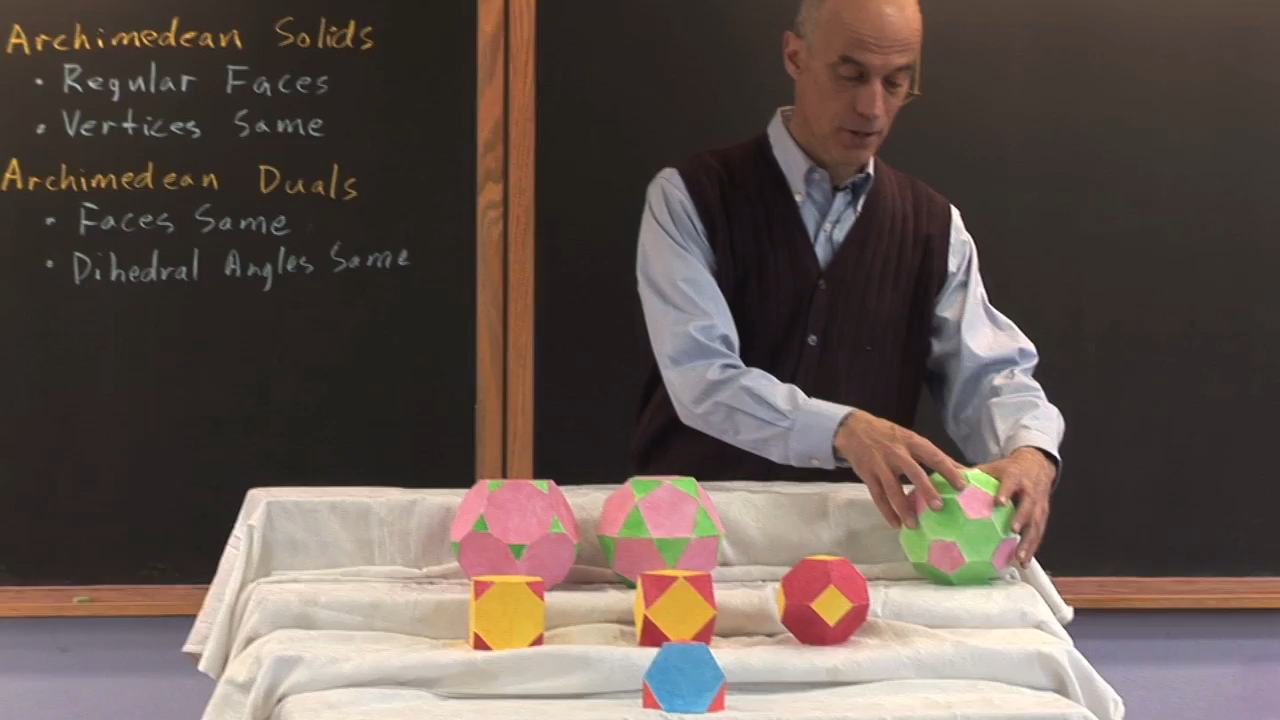 Archimedean Solids
• Regular Faces
• Vertices Same
Archimedean Duals
• Faces Same
• Dihedral Angles Same